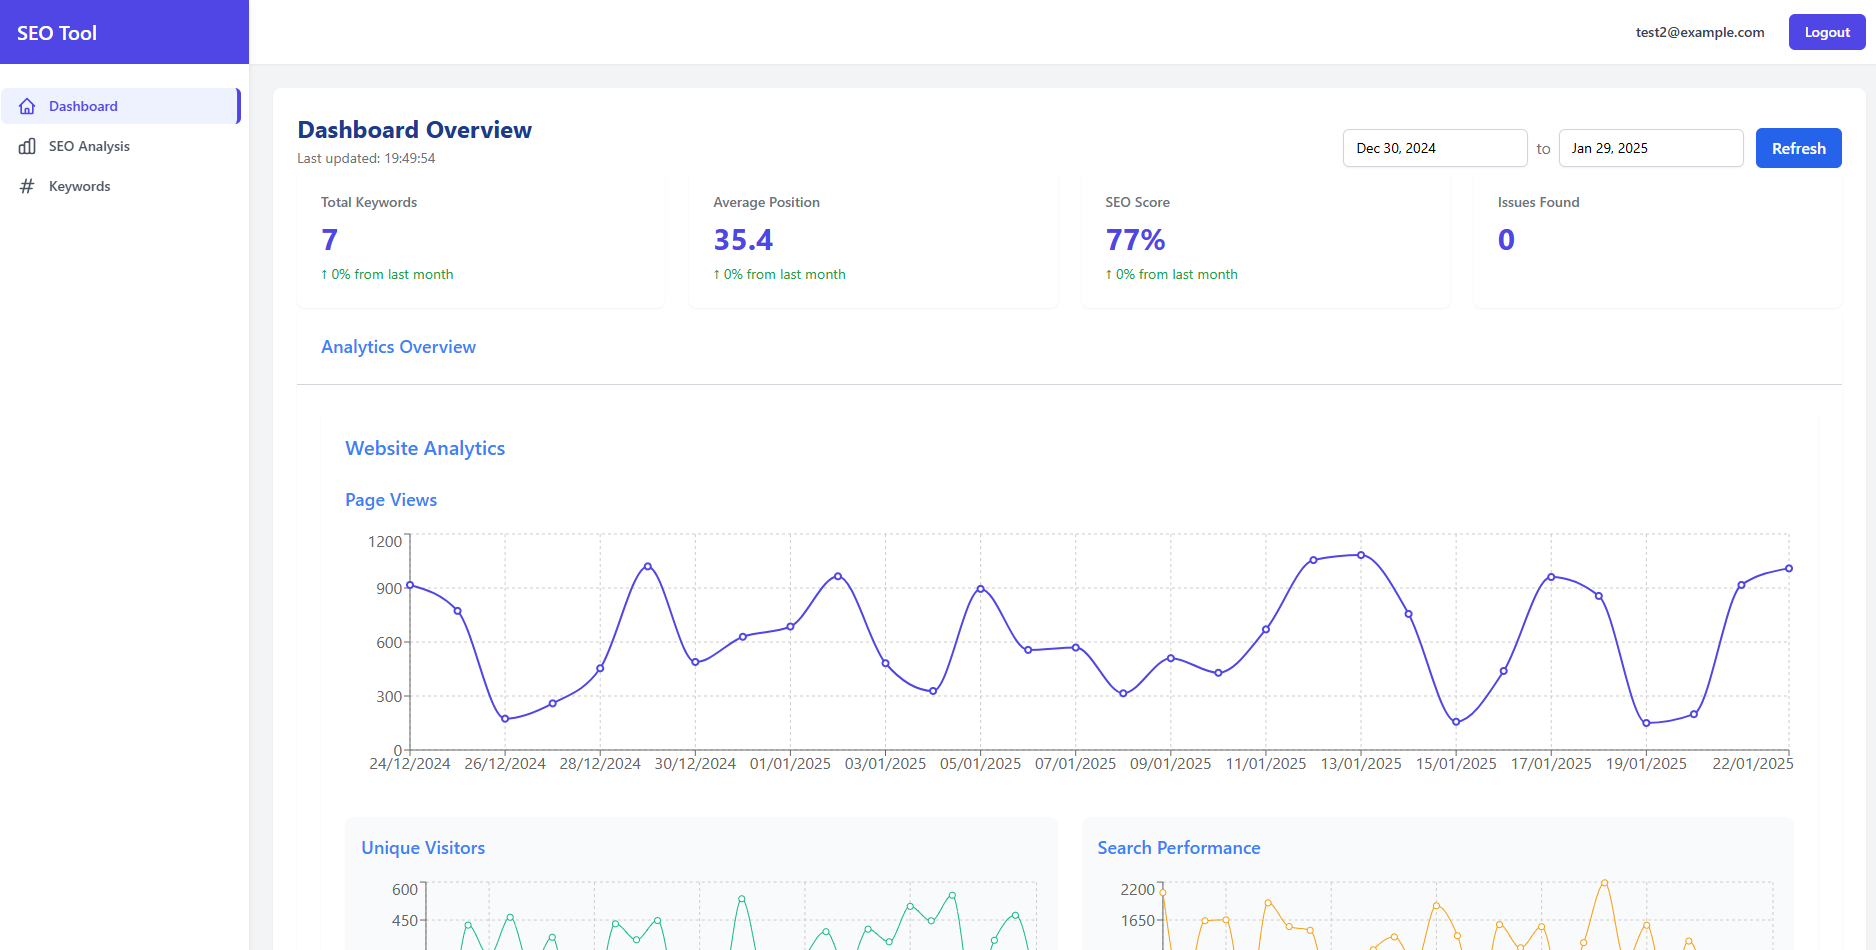 SEO Tool
test2@example.com
Logout
Dashboard
SEO Analysis
Keywords
Dashboard Overview
Last updated: 19:49:54
Dec 30, 2024 to Jan 29, 2025 Refresh
Total Keywords
7
↑ 0% from last month
Average Position
35.4
↑ 0% from last month
SEO Score
77%
↑ 0% from last month
Issues Found
0
Analytics Overview
Website Analytics
Page Views
1200
900
600
300
0
24/12/2024 26/12/2024 28/12/2024 30/12/2024 01/01/2025 03/01/2025 05/01/2025 07/01/2025 09/01/2025 11/01/2025 13/01/2025 15/01/2025 17/01/2025 19/01/2025 22/01/2025
Unique Visitors
600
450
Search Performance
2200
1650